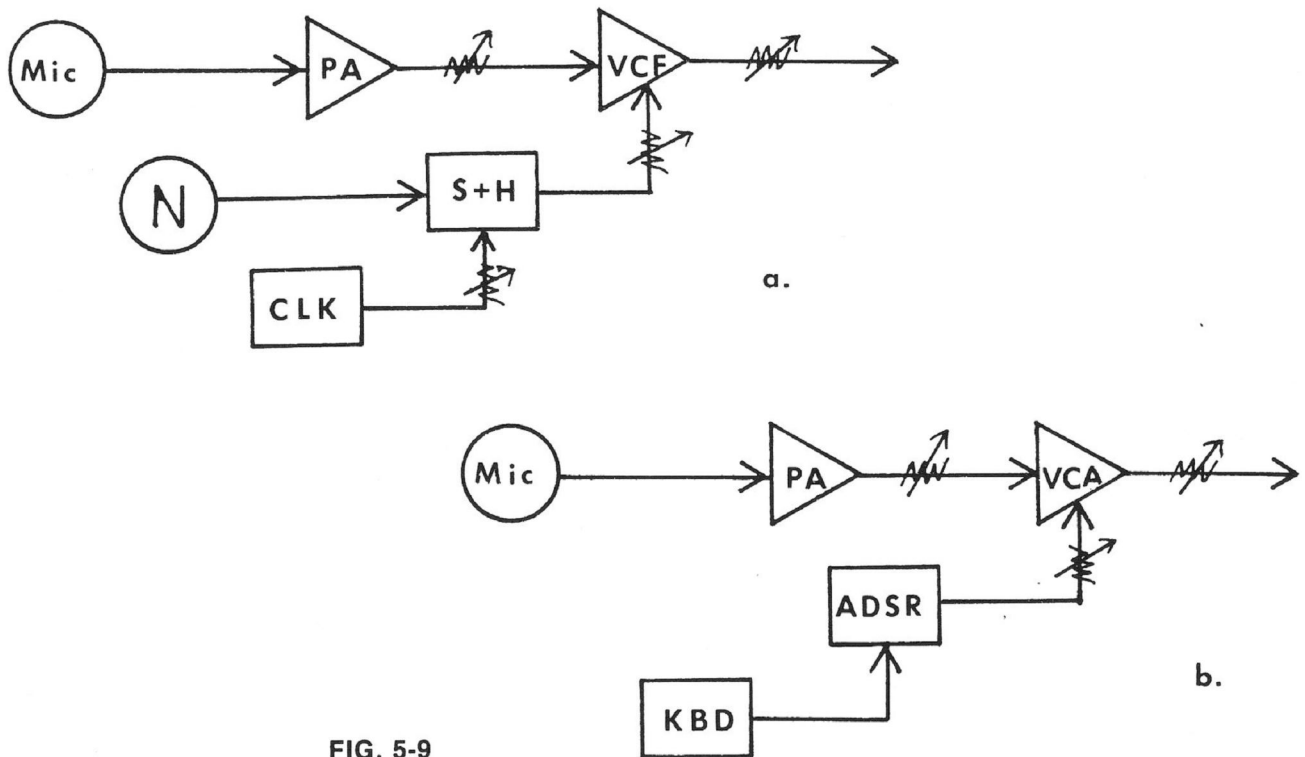 Mic
PA
VCF
N
S+H
CLK
a.
Mic
PA
VCA
ADSR
KBD
b.
FIG. 5-9